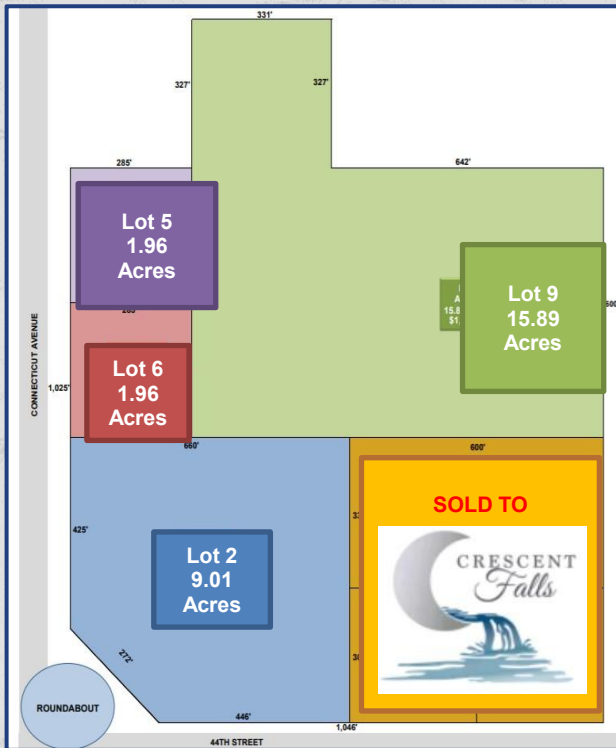 331'
327'
327'
285'
642'
Lot 5
1.96
Acres
Lot 9
15.89
Acres
CONNECTICUT AVENUE
Lot 6
1.96
Acres
1,025'
660'
600'
425'
SOLD TO
CRESCENT
Falls
Lot 2
9.01
Acres
272'
ROUNDABOUT
446'
1,046'
44TH STREET